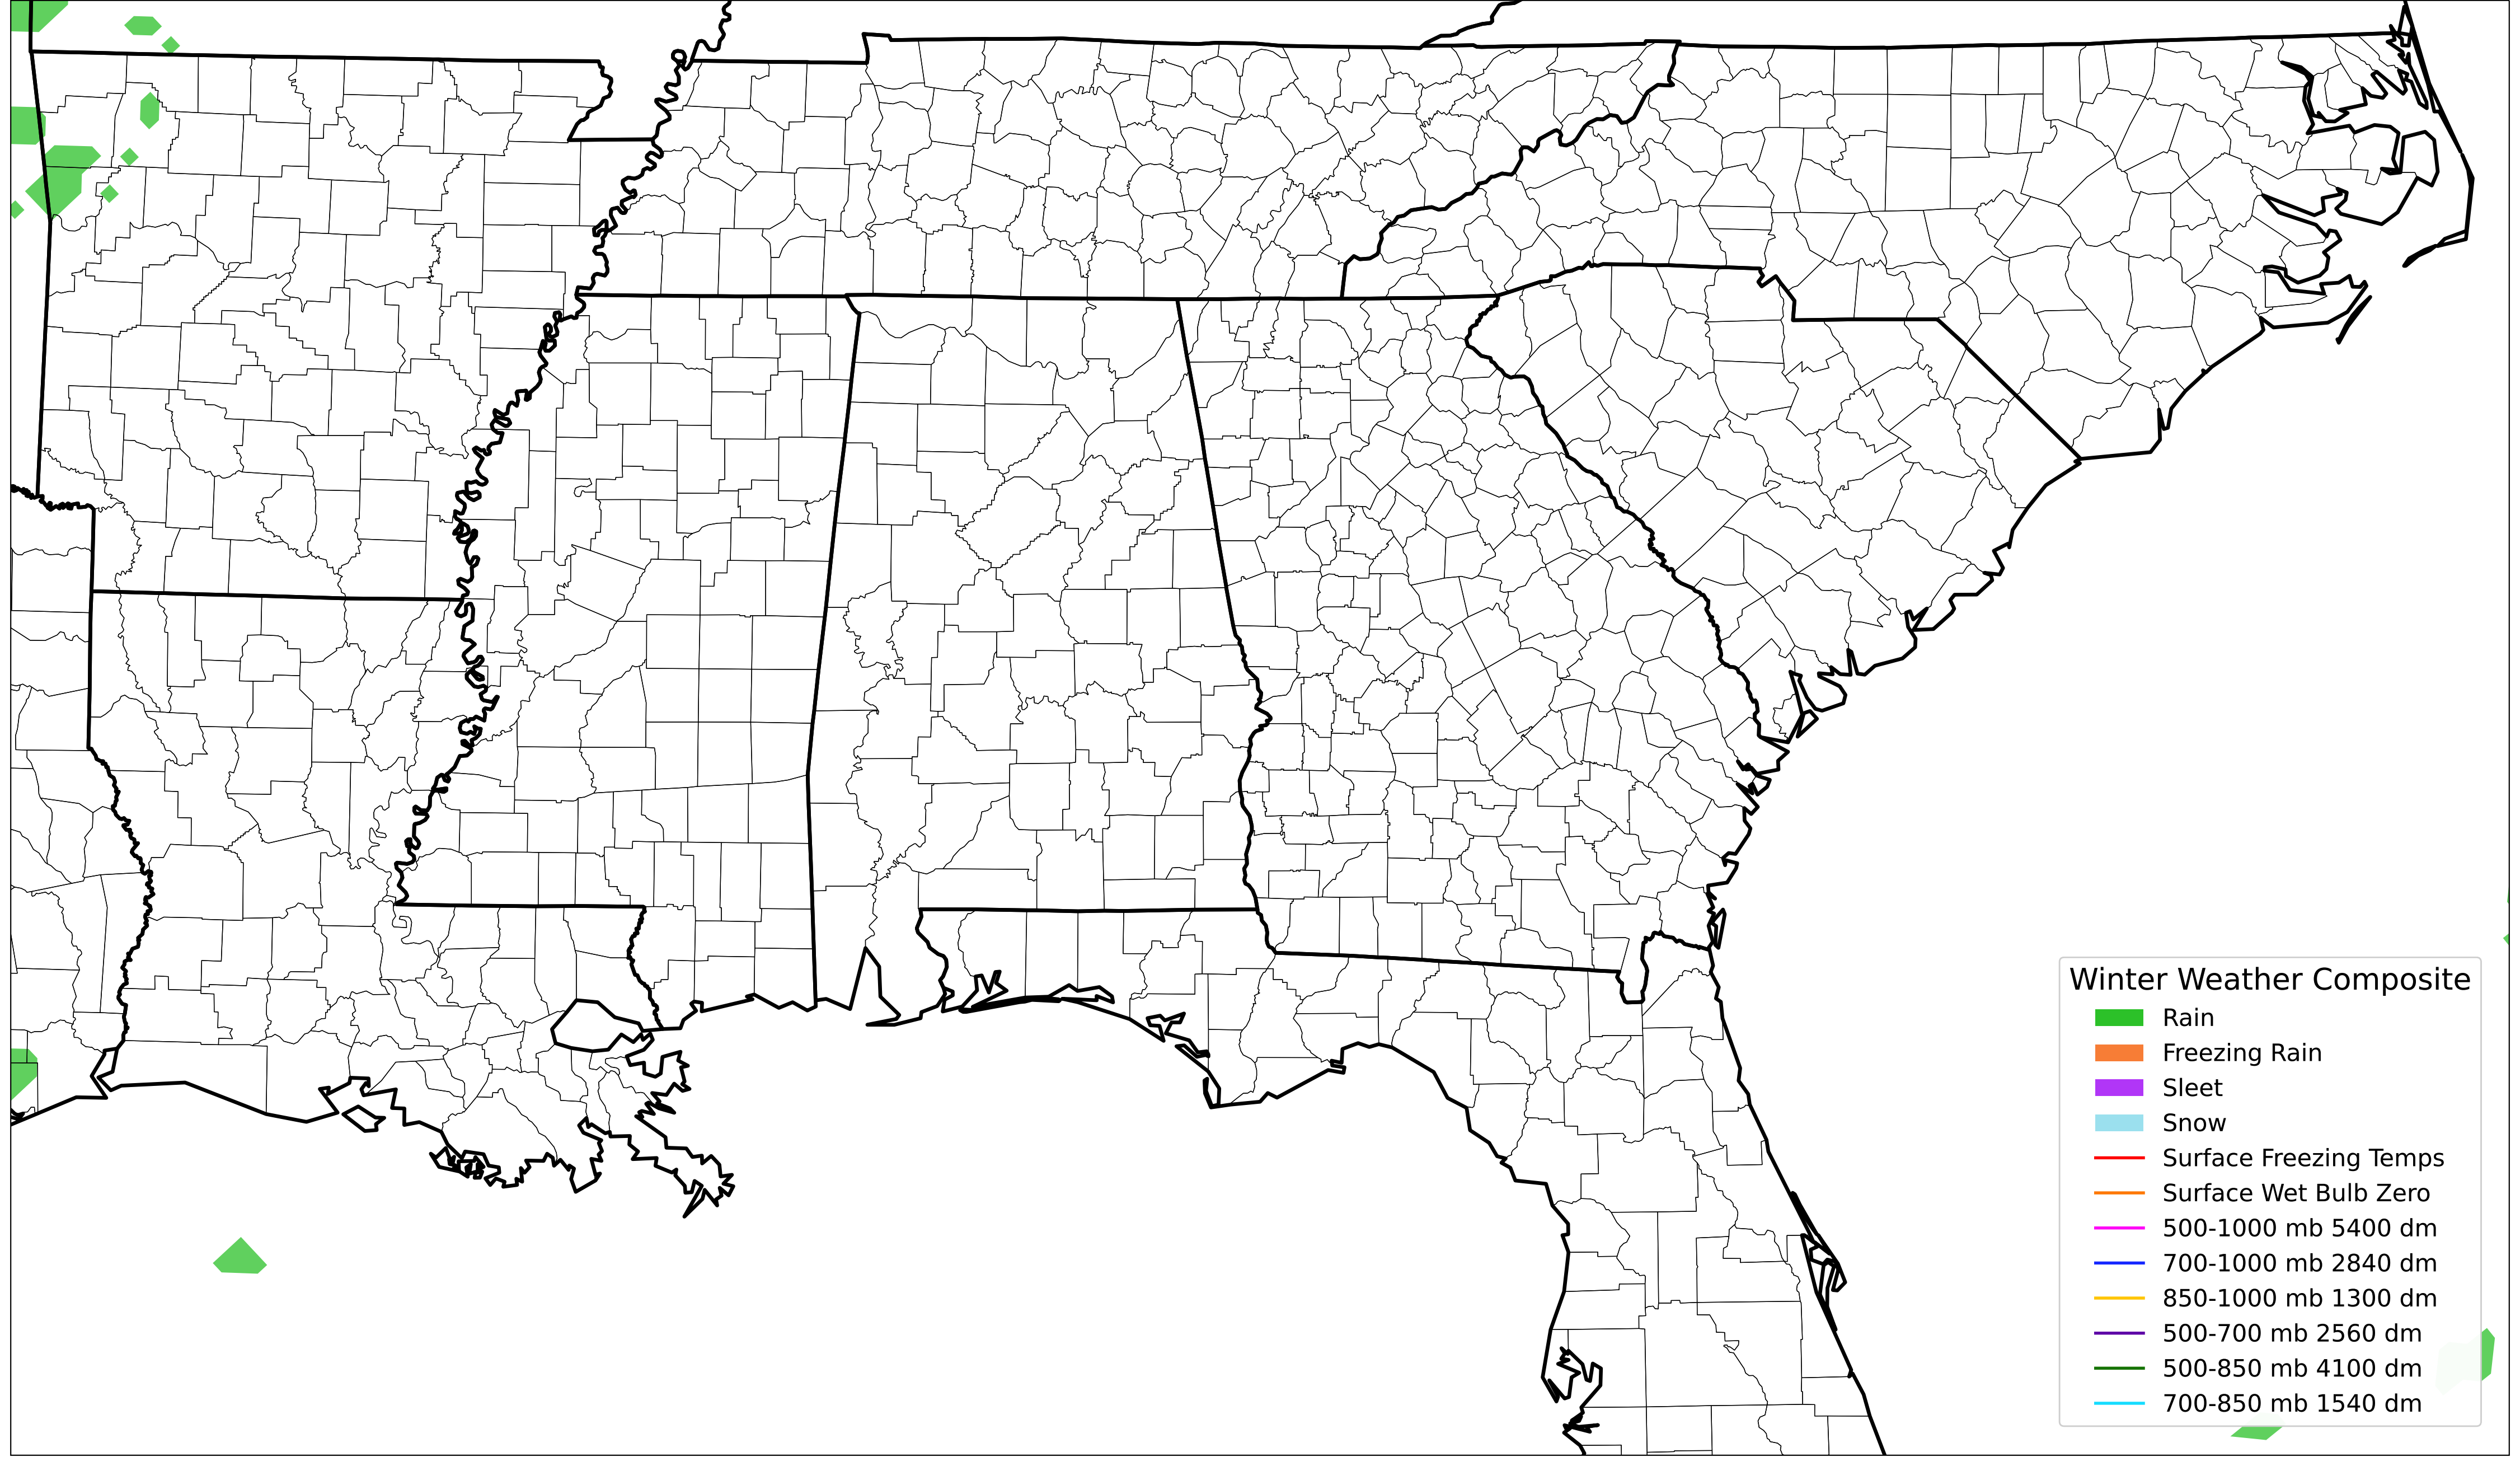 Winter Weather Composite
Rain
Freezing Rain
Sleet
Snow
Surface Freezing Temps
Surface Wet Bulb Zero
500-1000 mb 5400 dm
700-1000 mb 2840 dm
850-1000 mb 1300 dm
500-700 mb 2560 dm
500-850 mb 4100 dm
700-850 mb 1540 dm